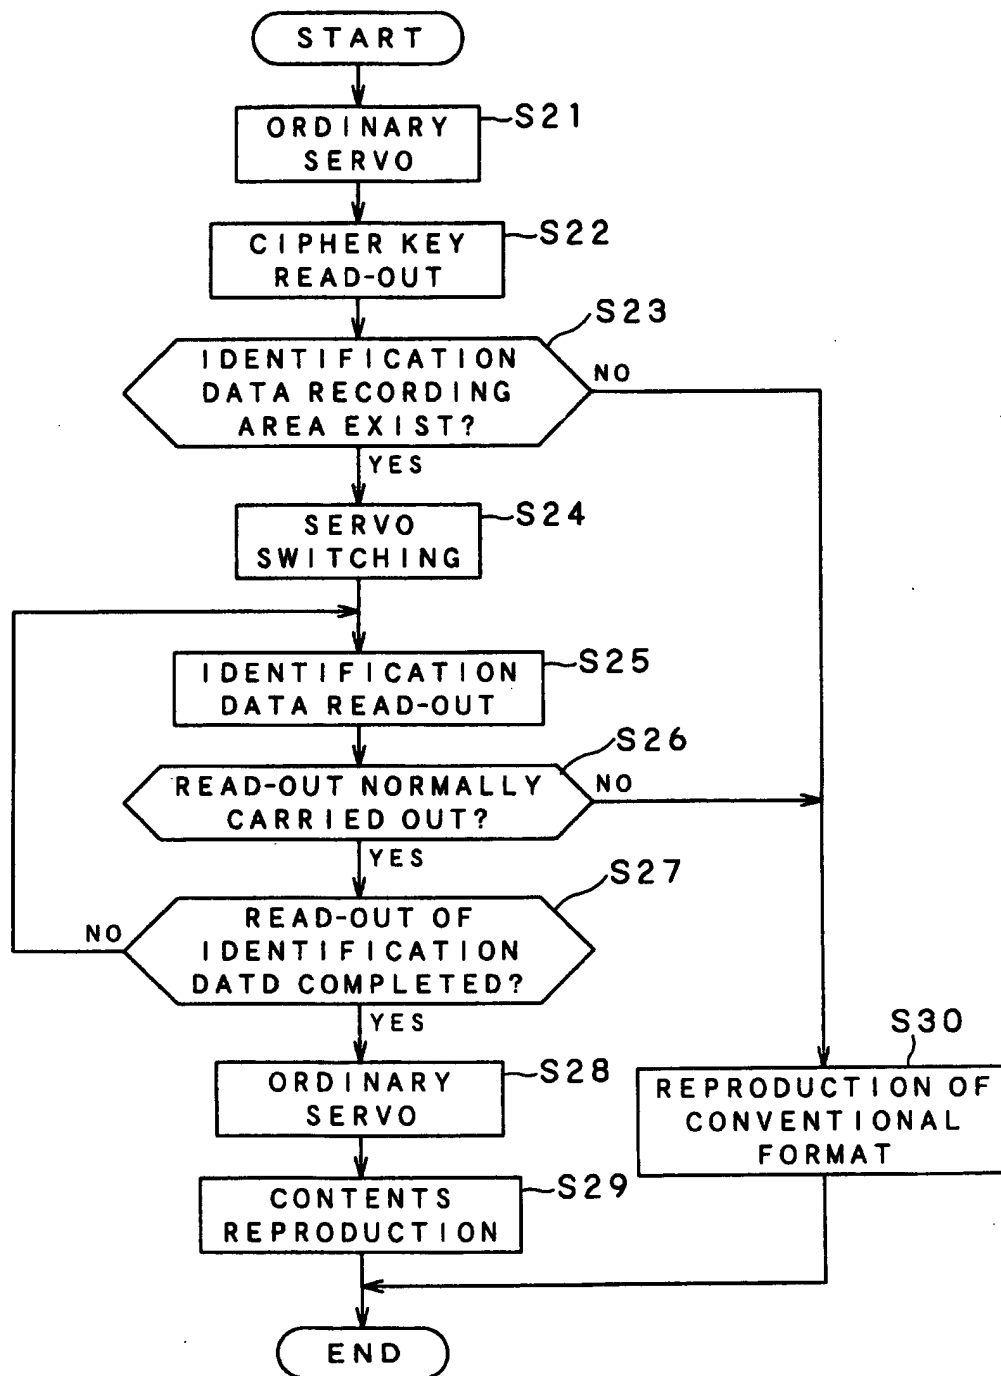 START
S21
ORDINARY
SERVO
S22
CIPHER KEY
READ-OUT
S23
IDENTIFICATION
DATA RECORDING
AREA EXIST?
NO
YES
S24
SERVO
SWITCHING
S25
IDENTIFICATION
DATA READ-OUT
S26
READ-OUT NORMALLY
CARRIED OUT?
NO
YES
S27
READ-OUT OF
IDENTIFICATION
DATD COMPLETED?
NO
YES
S28
ORDINARY
SERVO
S30
REPRODUCTION OF
CONVENTIONAL
FORMAT
S29
CONTENTS
REPRODUCTION
END